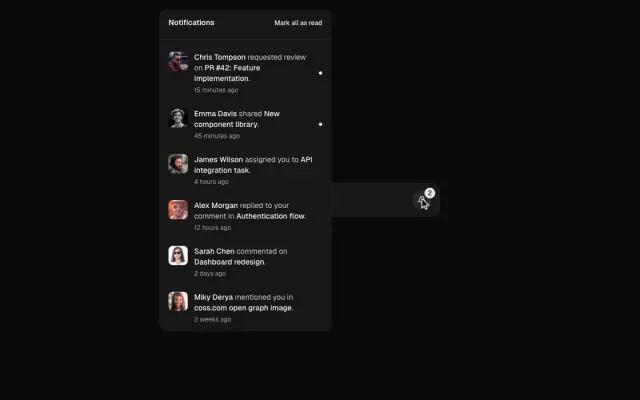 Notifications
Mark all as read
Chris Tompson requested review
on PR #42: Feature
implementation.
15 minutes ago
Emma Davis shared New
component library.
45 minutes ago
James Wilson assigned you to API
integration task.
4 hours ago
Alex Morgan replied to your
comment in Authentication flow.
12 hours ago
Sarah Chen commented on
Dashboard redesign.
2 days ago
Miky Derya mentioned you in
coss.com open graph image.
2 weeks ago
2